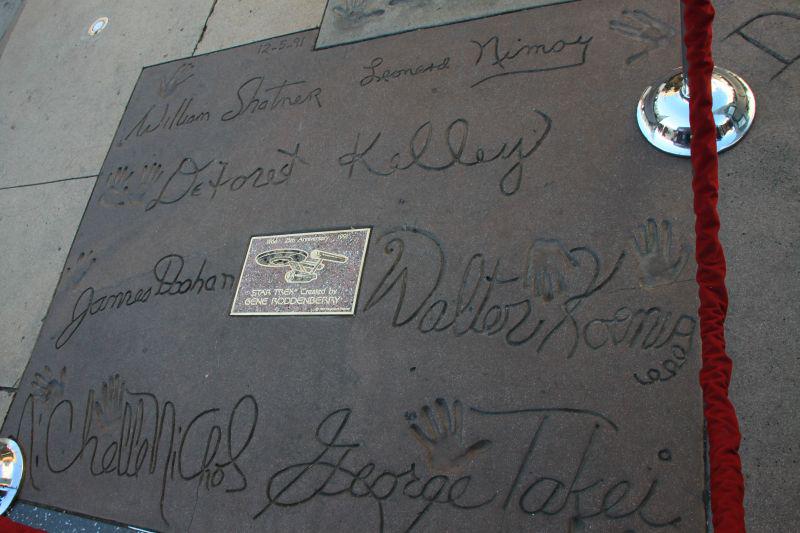 12-5-91
William Shatner Leonard Nimoy
DeForest Kelley
1966 25th Anniversary 1991
STAR TREK® Created by
GENE RODDENBERRY
James Doohan Walter Koenig
Nichelle Nichols George Takei